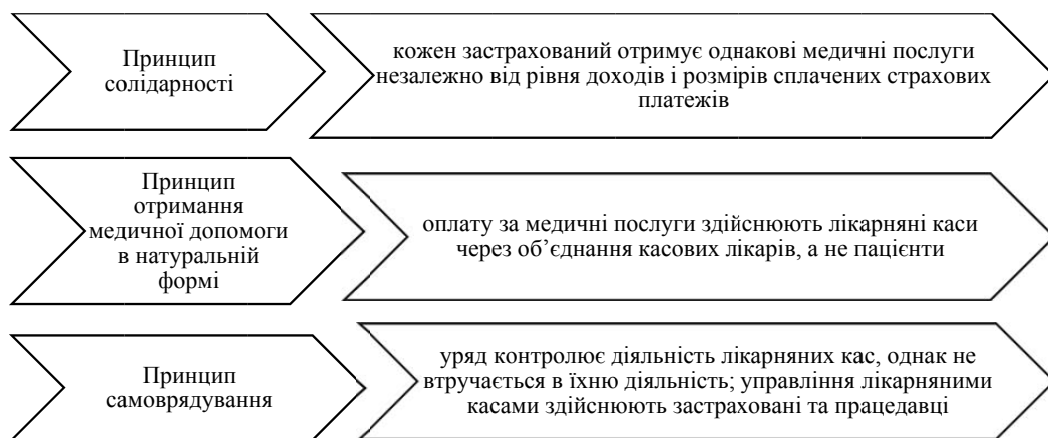 Принцип
солідарності
кожен застрахований отримує однакові медичні послуги
незалежно від рівня доходів і розмірів сплачених страхових
платежів
Принцип
отримання
медичної допомоги
в натуральній
формі
оплату за медичні послуги здійснюють лікарняні каси
через об’єднання касових лікарів, а не пацієнти
Принцип
самоврядування
уряд контролює діяльність лікарняних кас, однак не
втручається в їхню діяльність; управління лікарняними
касами здійснюють застраховані та працедавці